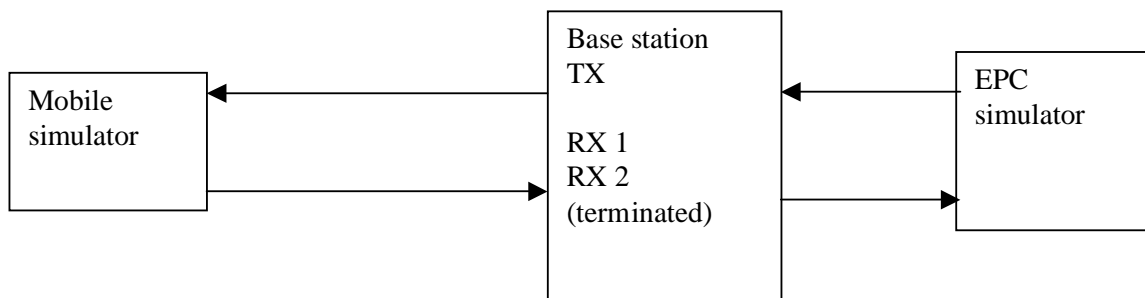 Mobile
simulator
Base station
TX
RX 1
RX 2
(terminated)
EPC
simulator